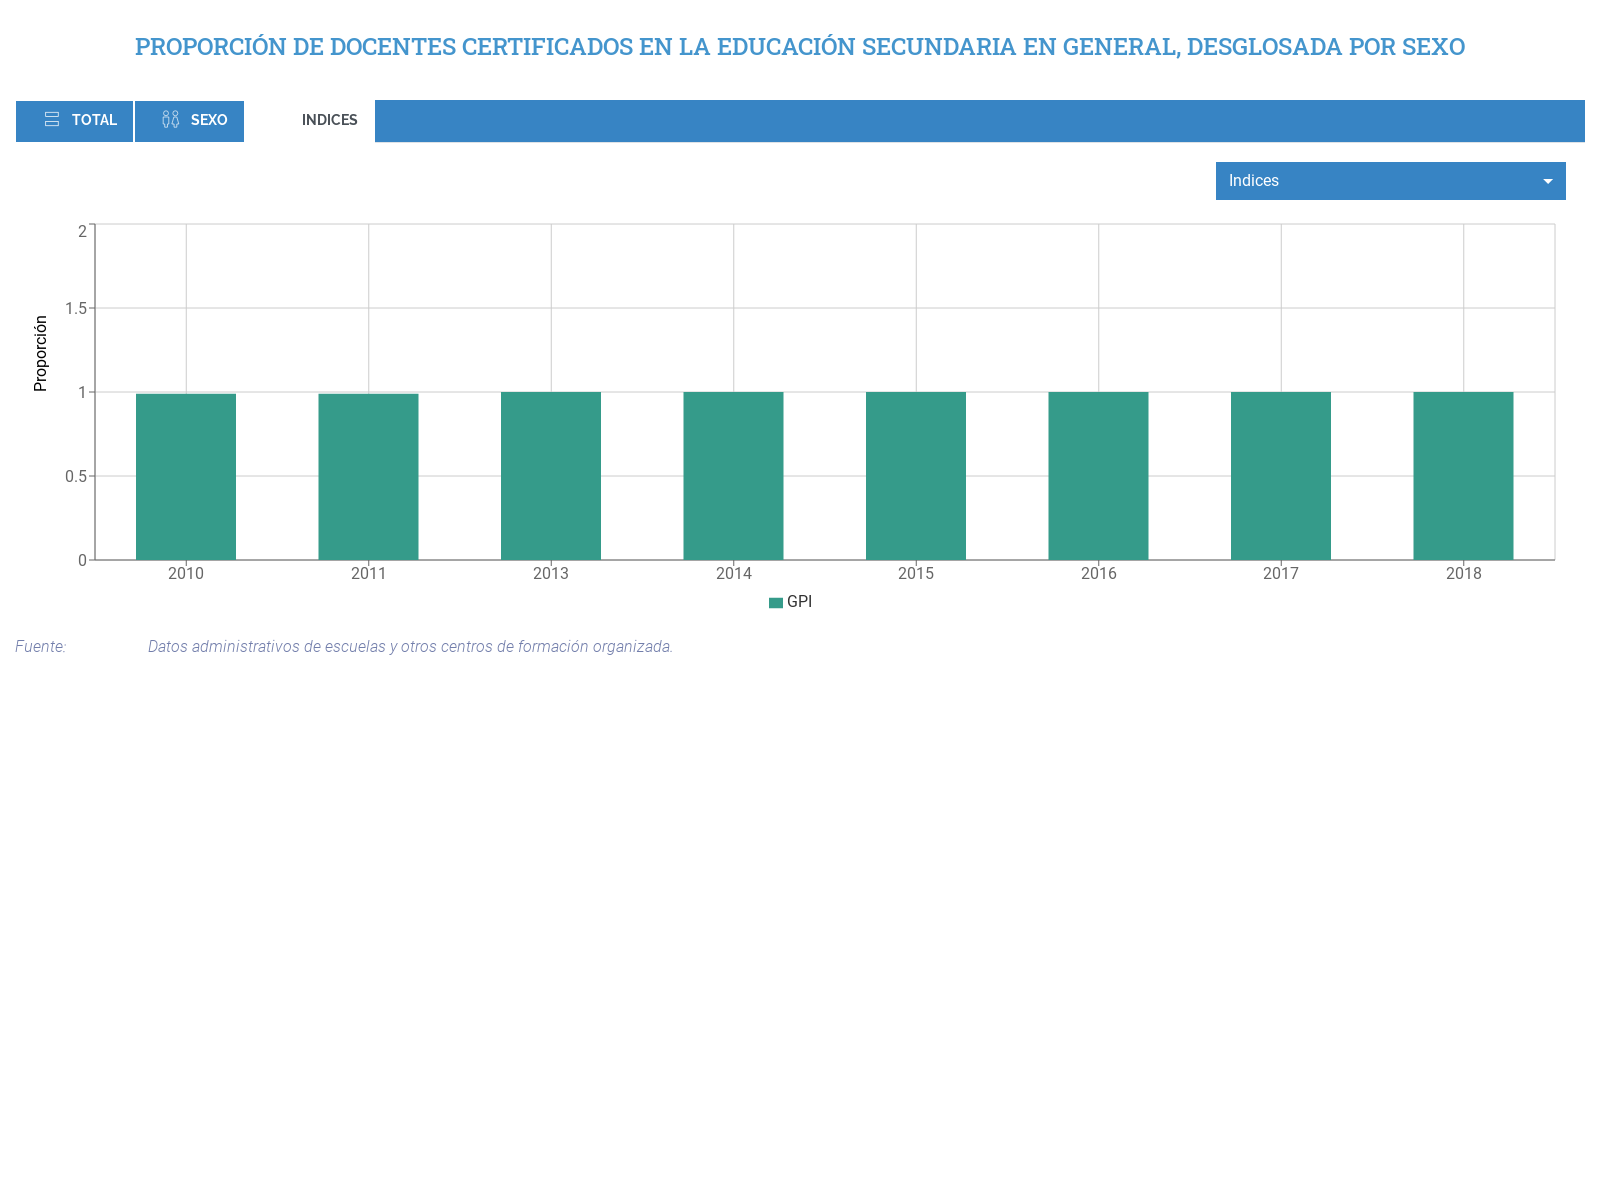 PROPORCIÓN DE DOCENTES CERTIFICADOS EN LA EDUCACIÓN SECUNDARIA EN GENERAL, DESGLOSADA POR SEXO
TOTAL SEXO INDICES
Indices
Proporción
2
1.5
1
0.5
0
2010 2011 2013 2014 2015 2016 2017 2018
GPI
Fuente: Datos administrativos de escuelas y otros centros de formación organizada.